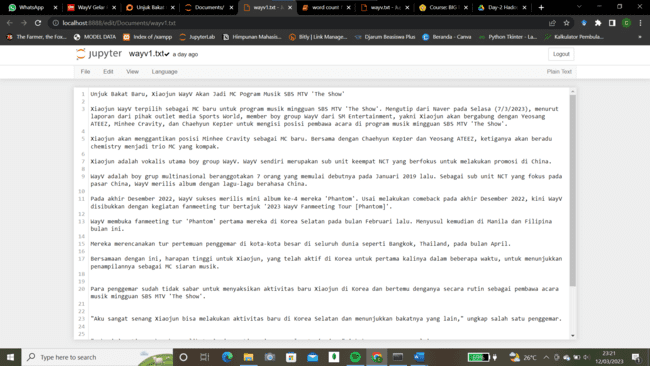 WhatsApp
WayV Gelar
Unjuk Bakat
Documents/
wayv1.txt
word count
wayv.txt
Course: BIG
Day-2 Hado
localhost:8888/edit/Documents/wayv1.txt
The Farmer, the Fox...
MODEL DATA
Index of /xampp
JupyterLab
Himpunan Mahasisw...
Bitly | Link Manage...
Djarum Beasiswa Plus
Beranda - Canva
Python Tkinter - La...
Kalkulator Pembula...
jupyter wayv1.txt a day ago
Logout
File Edit View Language
Plain Text
1 Unjuk Bakat Baru, Xiaojun WayV Akan Jadi MC Pogram Musik SBS MTV 'The Show'
2
3 Xiaojun WayV terpilih sebagai MC baru untuk program musik mingguan SBS MTV 'The Show'. Mengutip dari Naver pada Selasa (7/3/2023), menurut
laporan dari pihak outlet media Sports World, member boy group WayV dari SM Entertainment, yakni Xiaojun akan bergabung dengan Yeosang
ATEEZ, Minhee Cravity, dan Chaehyun Kep1er untuk mengisi posisi pembawa acara di program musik mingguan SBS MTV 'The Show'.
4
5 Xiaojun akan menggantikan posisi Minhee Cravity sebagai MC baru. Bersama dengan Chaehyun Kep1er dan Yeosang ATEEZ, ketiganya akan beradu
chemistry menjadi trio MC yang kompak.
6
7 Xiaojun adalah vokalis utama boy group WayV. WayV sendiri merupakan sub unit keempat NCT yang berfokus untuk melakukan promosi di China.
8
9 WayV adalah boy grup multinasional beranggotakan 7 orang yang memulai debutnya pada Januari 2019 lalu. Sebagai sub unit NCT yang fokus pada
pasar China, WayV merilis album dengan lagu-lagu berahasa China.
10
11 Pada akhir Desember 2022, WayV sukses merilis mini album ke-4 mereka 'Phantom'. Usai melakukan comeback pada akhir Desember 2022, kini WayV
disibukkan dengan kegiatan fanmeeting tur bertajuk '2023 WayV Fanmeeting Tour [Phantom]'.
12
13 WayV membuka fanmeeting tur 'Phantom' pertama mereka di Korea Selatan pada bulan Februari lalu. Menyusul kemudian di Manila dan Filipina
bulan ini.
14
15 Mereka merencanakan tur pertemuan penggemar di kota-kota besar di seluruh dunia seperti Bangkok, Thailand, pada bulan April.
16
17 Bersamaan dengan ini, harapan tinggi untuk Xiaojun, yang telah aktif di Korea untuk pertama kalinya dalam beberapa waktu, untuk menunjukkan
penampilannya sebagai MC siaran musik.
18
19
20 Para penggemar sudah tidak sabar untuk menyaksikan aktivitas baru Xiaojun di Korea dan bertemu denganya secara rutin sebagai pembawa acara
musik mingguan SBS MTV 'The Show'.
21
22
23 "Aku sangat senang Xiaojun bisa melakukan aktivitas baru di Korea Selatan dan menunjukkan bakatnya yang lain," ungkap salah satu penggemar.
24
25
Type here to search
26°C
23:21
12/03/2023